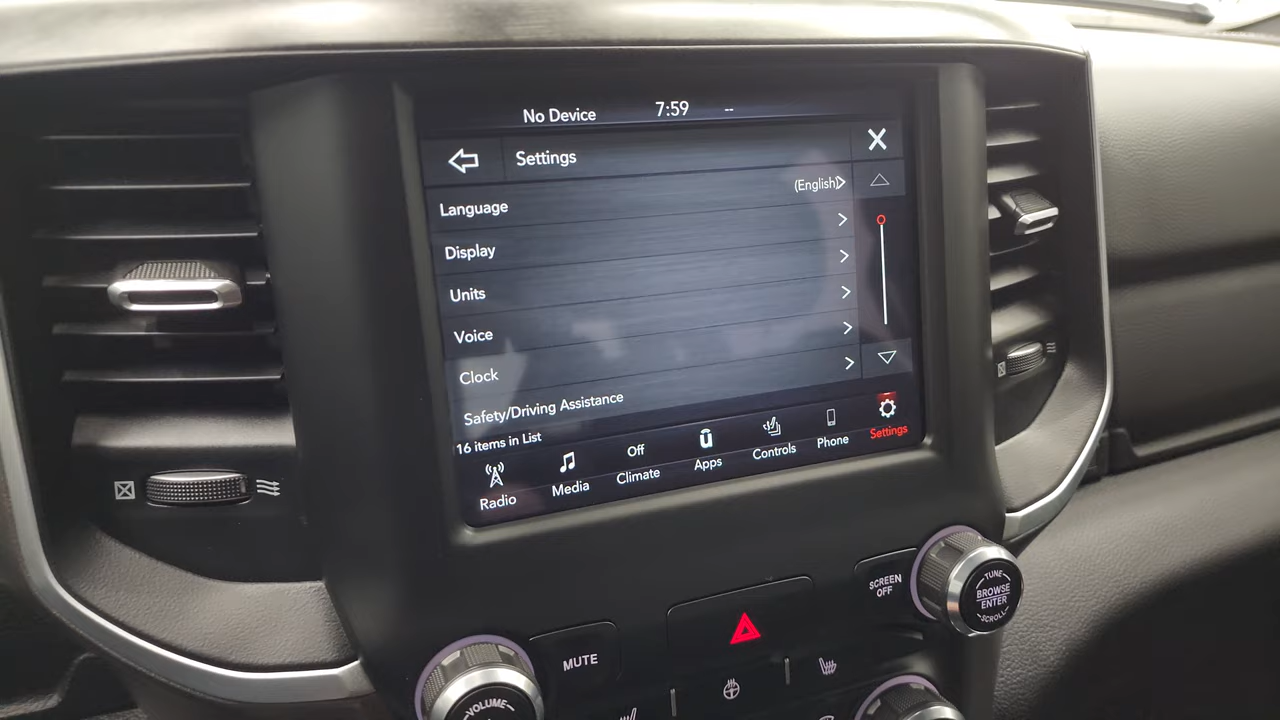 No Device 7:59 --
Settings X
Language (English)
Display
Units
Voice
Clock
Safety/Driving Assistance
16 items in List
Off
Radio Media Climate Apps Controls Phone Settings
SCREEN OFF
TUNE
BROWSE
ENTER
SCROLL
MUTE
VOLUME